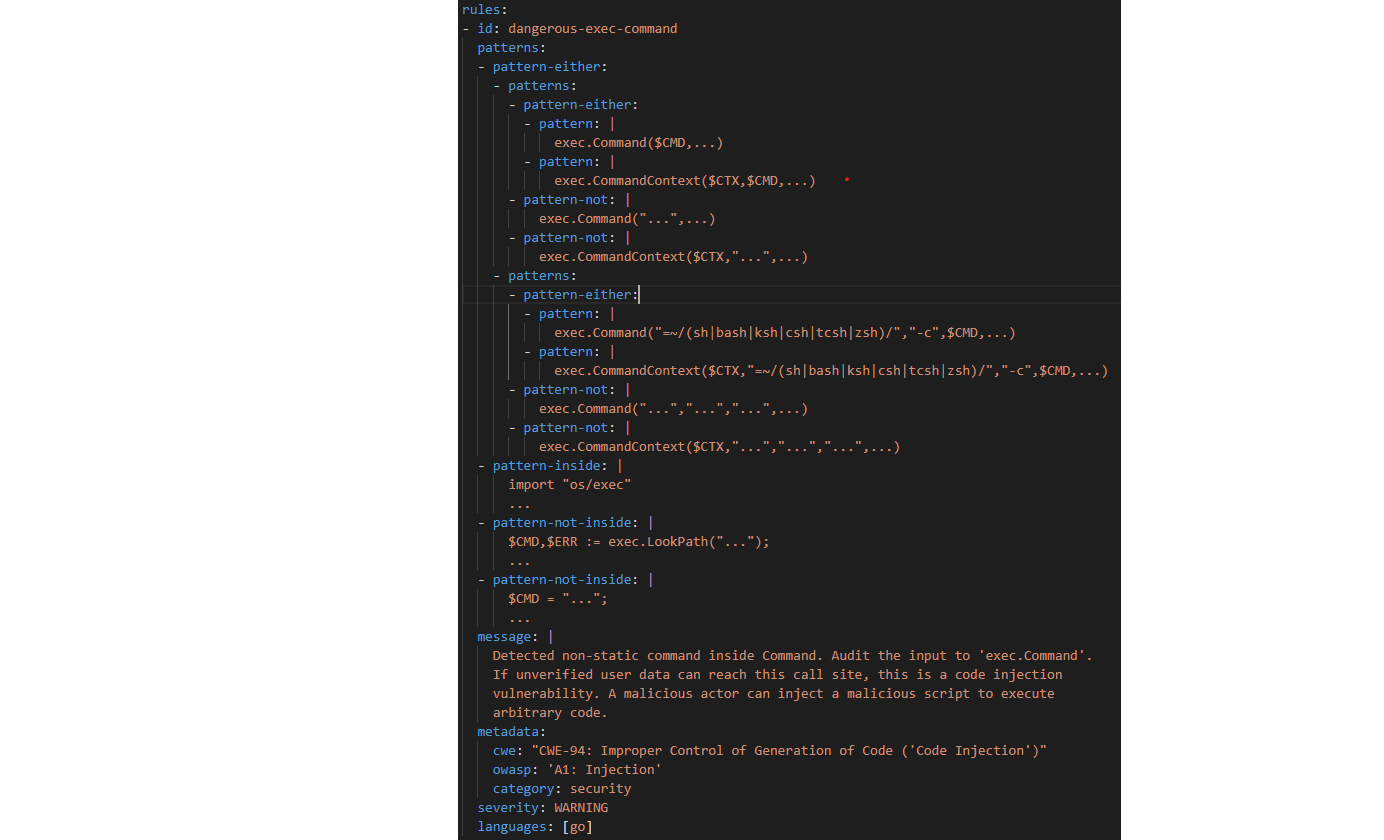 rules:
- id: dangerous-exec-command
  patterns:
  - pattern-either:
    - patterns:
      - pattern-either:
        - pattern: |
            exec.Command($CMD,...)
        - pattern: |
            exec.CommandContext($CTX,$CMD,...)
      - pattern-not: |
          exec.Command("...",...)
      - pattern-not: |
          exec.CommandContext($CTX,"...",...)
    - patterns:
      - pattern-either:
        - pattern: |
            exec.Command("=~/(sh|bash|ksh|csh|tcsh|zsh)/","-c",$CMD,...)
        - pattern: |
            exec.CommandContext($CTX,"=~/(sh|bash|ksh|csh|tcsh|zsh)/","-c",$CMD,...)
      - pattern-not: |
          exec.Command("...","...","...",...)
      - pattern-not: |
          exec.CommandContext($CTX,"...","...","...",...)
  - pattern-inside: |
      import "os/exec"
      ...
  - pattern-not-inside: |
      $CMD,$ERR := exec.LookPath("...");
      ...
  - pattern-not-inside: |
      $CMD = "...";
      ...
  message: |
    Detected non-static command inside Command. Audit the input to 'exec.Command'.
    If unverified user data can reach this call site, this is a code injection
    vulnerability. A malicious actor can inject a malicious script to execute
    arbitrary code.
  metadata:
    cwe: "CWE-94: Improper Control of Generation of Code ('Code Injection')"
    owasp: 'A1: Injection'
    category: security
  severity: WARNING
  languages: [go]